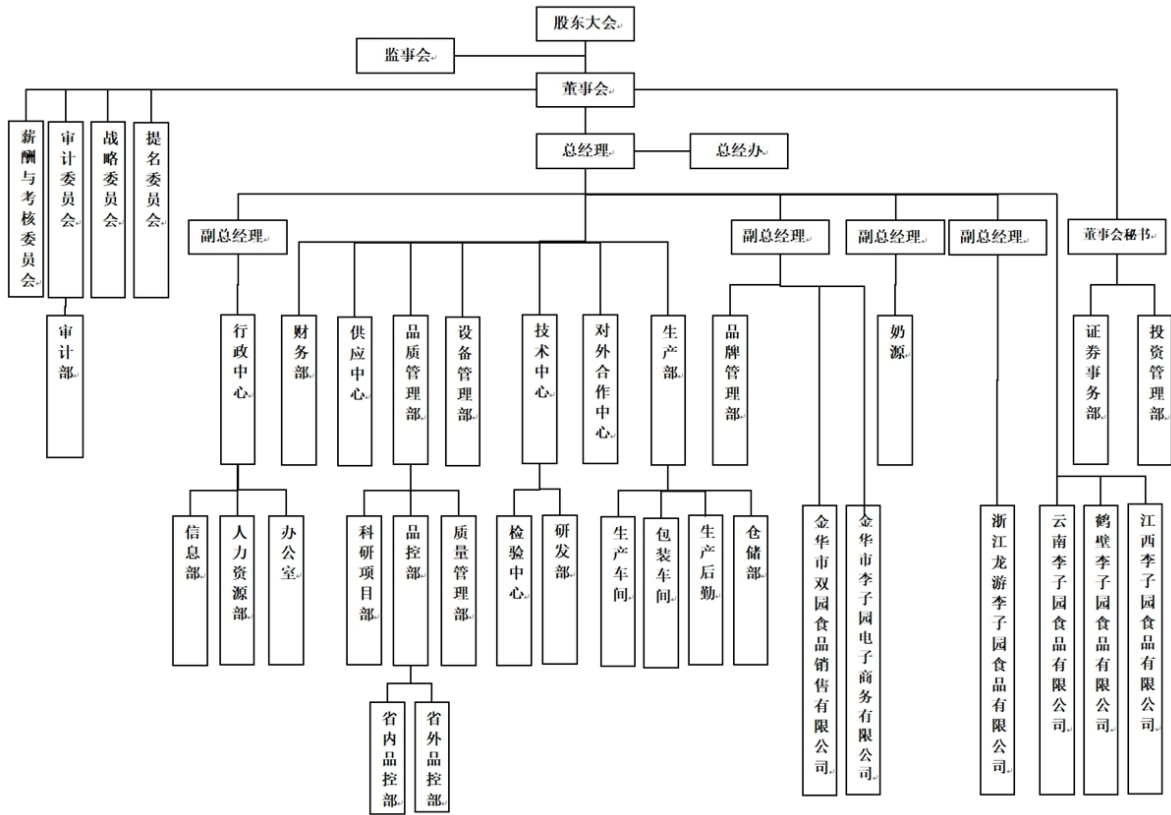 股东大会
监事会
董事会
总经理
总经办
薪酬与考核委员会
审计委员会
战略委员会
提名委员会
副总经理
副总经理
副总经理
副总经理
董事会秘书
审计部
行政中心
财务部
供应中心
品质管理部
设备管理部
技术中心
对外合作中心
生产部
品牌管理部
奶源
证券事务部
投资管理部
信息部
人力资源部
办公室
科研项目部
品控部
质量管理部
检验中心
研发部
生产车间
包装车间
生产后勤
仓储部
金华市双园食品销售有限公司
金华市李子园电子商务有限公司
浙江龙游李子园食品有限公司
云南李子园食品有限公司
鹤壁李子园食品有限公司
江西李子园食品有限公司
省内品控部
省外品控部